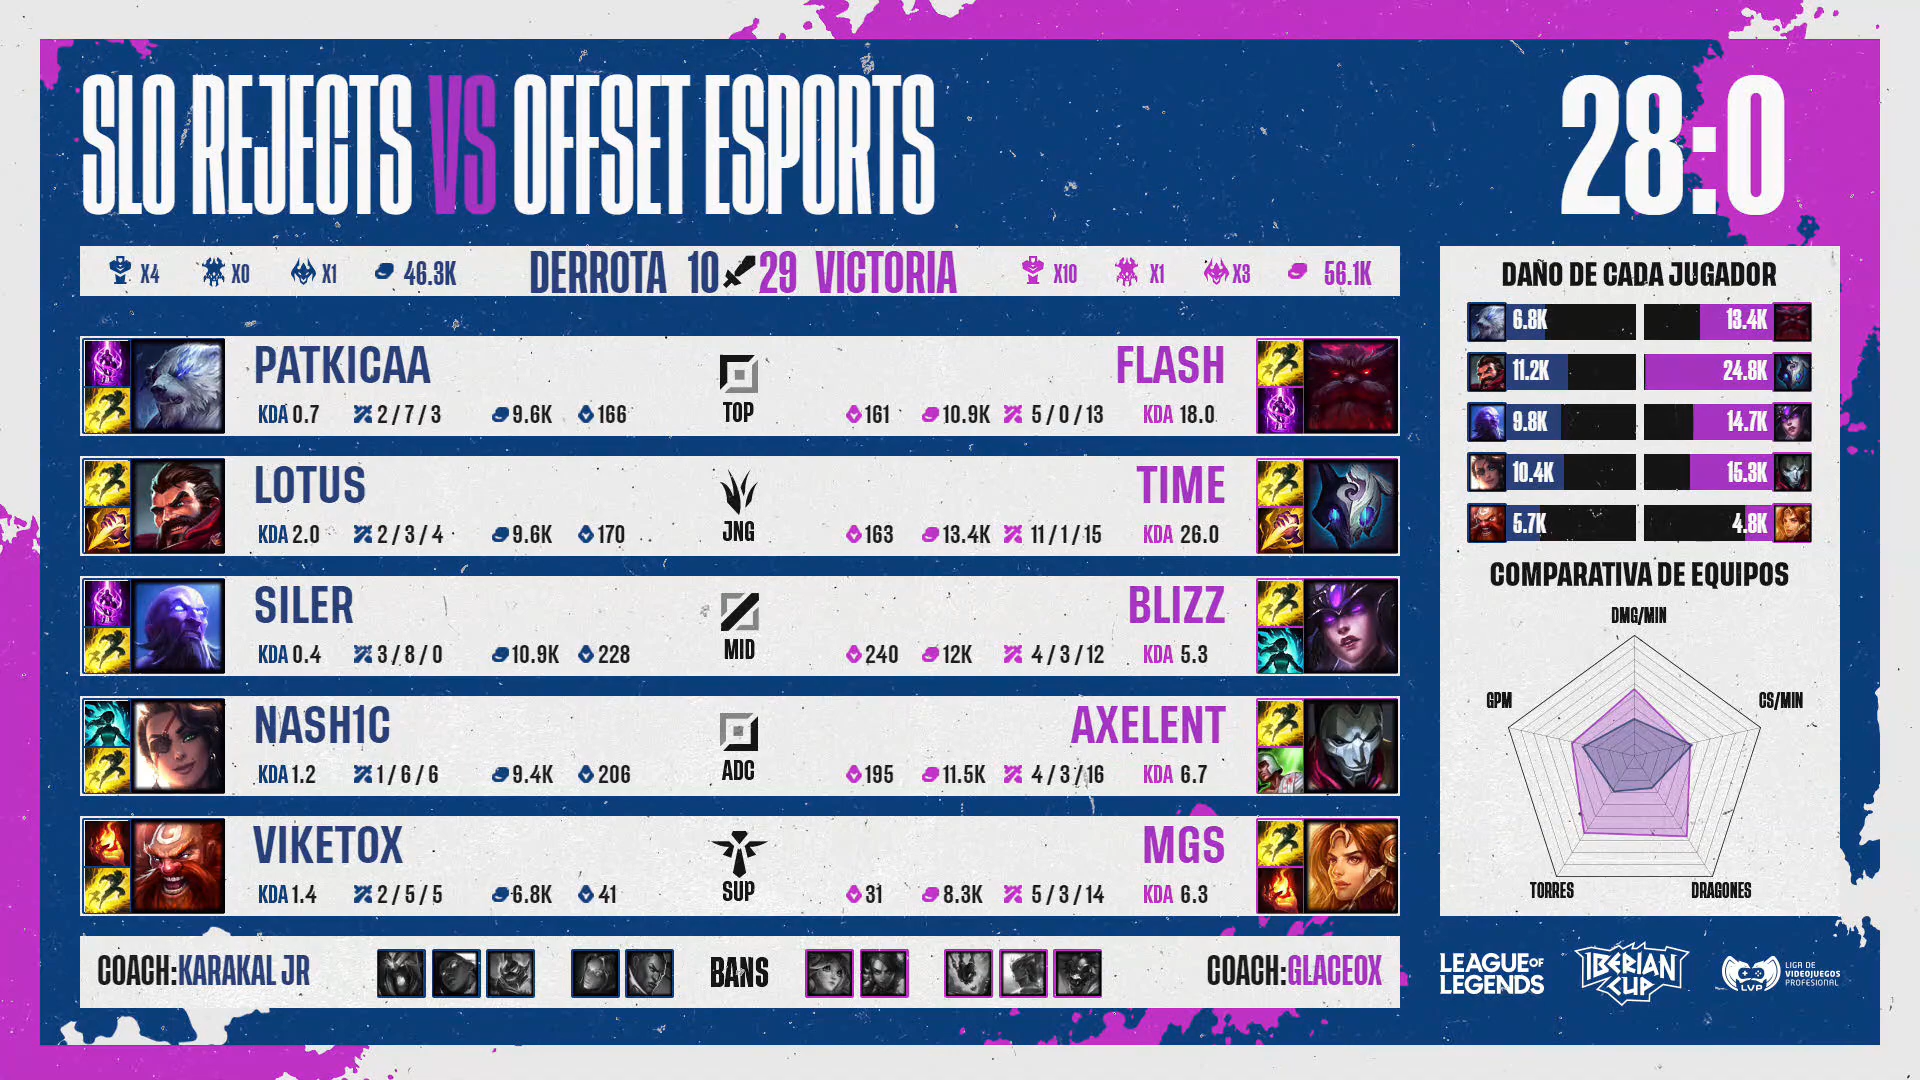 SLO REJECTS VS OFFSET ESPORTS
28:0
X4 X0 X1 46.3K DERROTA 10 29 VICTORIA X10 X1 X3 56.1K
PATKICAA TOP FLASH
KDA 0.7 2 / 7 / 3 9.6K 166 161 10.9K 5 / 0 / 13 KDA 18.0
LOTUS JNG TIME
KDA 2.0 2 / 3 / 4 9.6K 170 163 13.4K 11 / 1 / 15 KDA 26.0
SILER MID BLIZZ
KDA 0.4 3 / 8 / 0 10.9K 228 240 12K 4 / 3 / 12 KDA 5.3
NASH1C ADC AXELENT
KDA 1.2 1 / 6 / 6 9.4K 206 195 11.5K 4 / 3 / 16 KDA 6.7
VIKETOX SUP MGS
KDA 1.4 2 / 5 / 5 6.8K 41 31 8.3K 5 / 3 / 14 KDA 6.3
COACH:KARAKAL JR BANS COACH:GLACEOX
DAÑO DE CADA JUGADOR
6.8K 13.4K
11.2K 24.8K
9.8K 14.7K
10.4K 15.3K
5.7K 4.8K
COMPARATIVA DE EQUIPOS
DMG/MIN
GPM CS/MIN
TORRES DRAGONES
LEAGUE OF
LEGENDS
IBERIAN
CUP
LVP
LIGA DE
VIDEOJUEGOS
PROFESIONAL